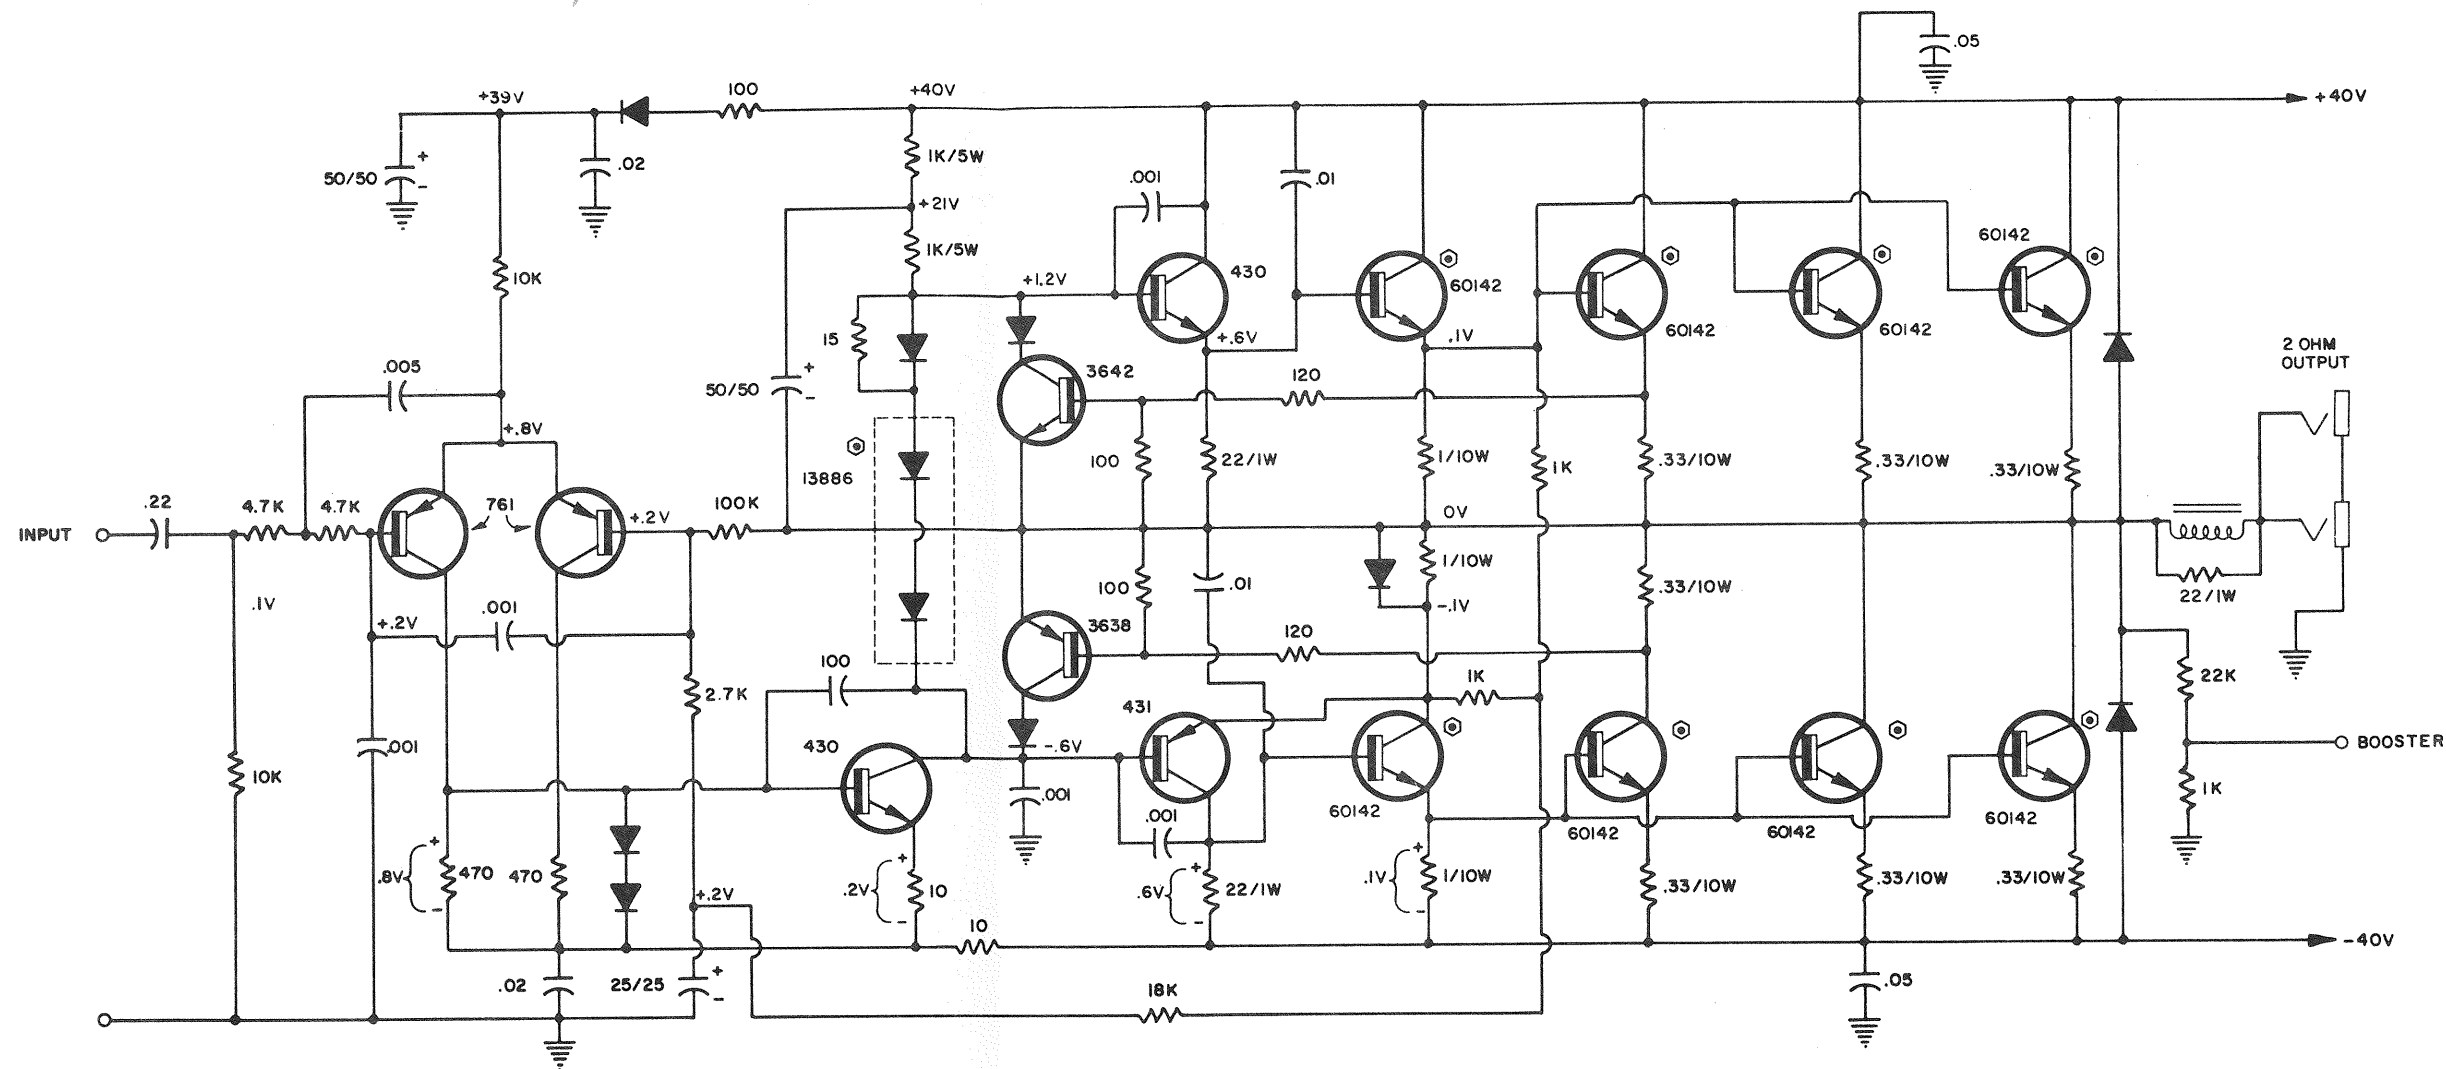 .05
+39V
100
+40V
+40V
50/50
+
-
.02
1K/5W
.001
.01
+21V
1K/5W
10K
+1.2V
430
60142
60142
60142
60142
15
+.6V
.1V
2 OHM
OUTPUT
.005
50/50
+
-
3642
120
+.8V
13886
100
22/1W
1/10W
1K
.33/10W
.33/10W
.33/10W
.22
4.7K
4.7K
761
+.2V
100K
0V
INPUT
.1V
+.2V
.001
100
.01
1/10W
-.1V
.33/10W
22/1W
3638
120
100
2.7K
1K
22K
431
.001
430
-.6V
BOOSTER
10K
.001
.001
60142
60142
60142
60142
1K
.8V
+
-
470
470
.2V
+
-
10
.6V
+
-
22/1W
.1V
+
-
1/10W
.33/10W
.33/10W
.33/10W
+.2V
10
-40V
.02
25/25
+
-
18K
.05